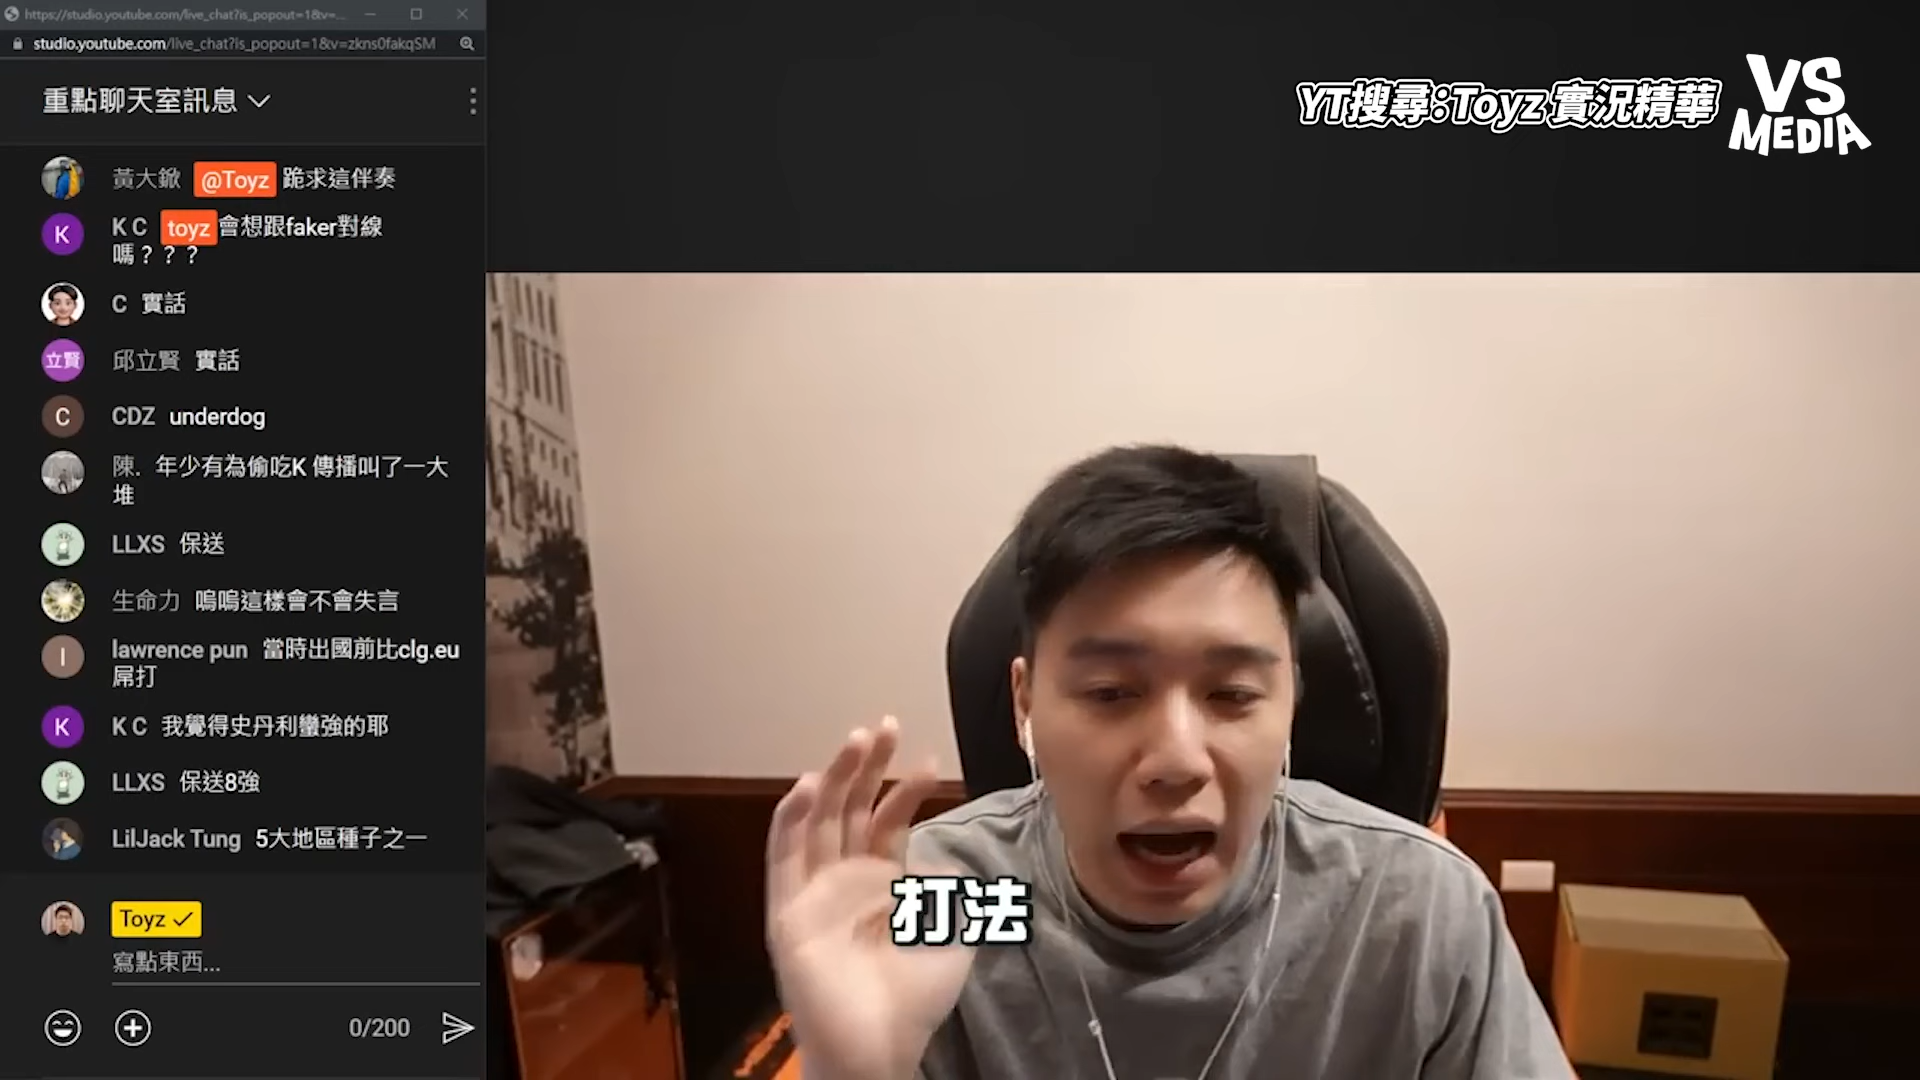 https://studio.youtube.com/live_chat?is_popout=1&v=...
studio.youtube.com/live_chat?is_popout=1&v=zkns0fakqSM
重點聊天室訊息
黃大鍁 @Toyz 跪求這伴奏
K C toyz 會想跟faker對線
嗎？？？
C 實話
立賢
邱立賢 實話
CDZ underdog
陳. 年少有為偷吃K 傳播叫了一大
堆
LLXS 保送
生命力 嗚嗚這樣會不會失言
lawrence pun 當時出國前比clg.eu
屌打
K C 我覺得史丹利蠻強的耶
LLXS 保送8強
LilJack Tung 5大地區種子之一
Toyz
寫點東西...
0/200
YT搜尋:Toyz 實況精華
VS
MEDIA
打法